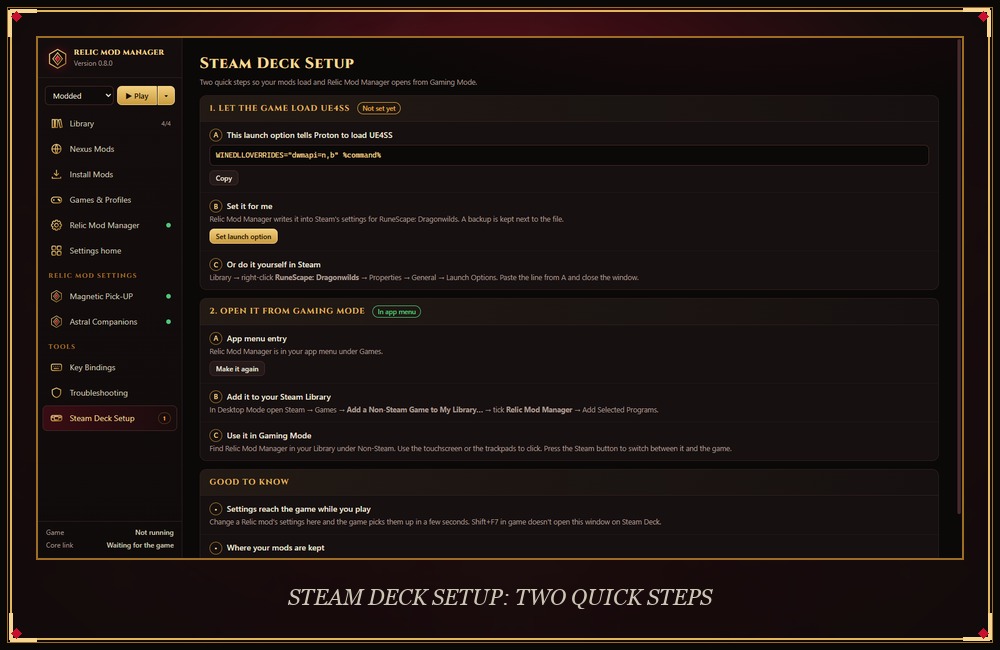 RELIC MOD MANAGER
Version 0.8.0
Modded
Play
Library 4/4
Nexus Mods
Install Mods
Games & Profiles
Relic Mod Manager
Settings home
RELIC MOD SETTINGS
Magnetic Pick-UP
Astral Companions
TOOLS
Key Bindings
Troubleshooting
Steam Deck Setup 1
Game Not running
Core link Waiting for the game
STEAM DECK SETUP
Two quick steps so your mods load and Relic Mod Manager opens from Gaming Mode.
1. LET THE GAME LOAD UE4SS Not set yet
A This launch option tells Proton to load UE4SS
WINEDLLOVERRIDES="dwmapi=n,b" %command%
Copy
B Set it for me
Relic Mod Manager writes it into Steam's settings for RuneScape: Dragonwilds. A backup is kept next to the file.
Set launch option
C Or do it yourself in Steam
Library → right-click RuneScape: Dragonwilds → Properties → General → Launch Options. Paste the line from A and close the window.
2. OPEN IT FROM GAMING MODE In app menu
A App menu entry
Relic Mod Manager is in your app menu under Games.
Make it again
B Add it to your Steam Library
In Desktop Mode open Steam → Games → Add a Non-Steam Game to My Library... → tick Relic Mod Manager → Add Selected Programs.
C Use it in Gaming Mode
Find Relic Mod Manager in your Library under Non-Steam. Use the touchscreen or the trackpads to click. Press the Steam button to switch between it and the game.
GOOD TO KNOW
Settings reach the game while you play
Change a Relic mod's settings here and the game picks them up in a few seconds. Shift+F7 in game doesn't open this window on Steam Deck.
Where your mods are kept
STEAM DECK SETUP: TWO QUICK STEPS